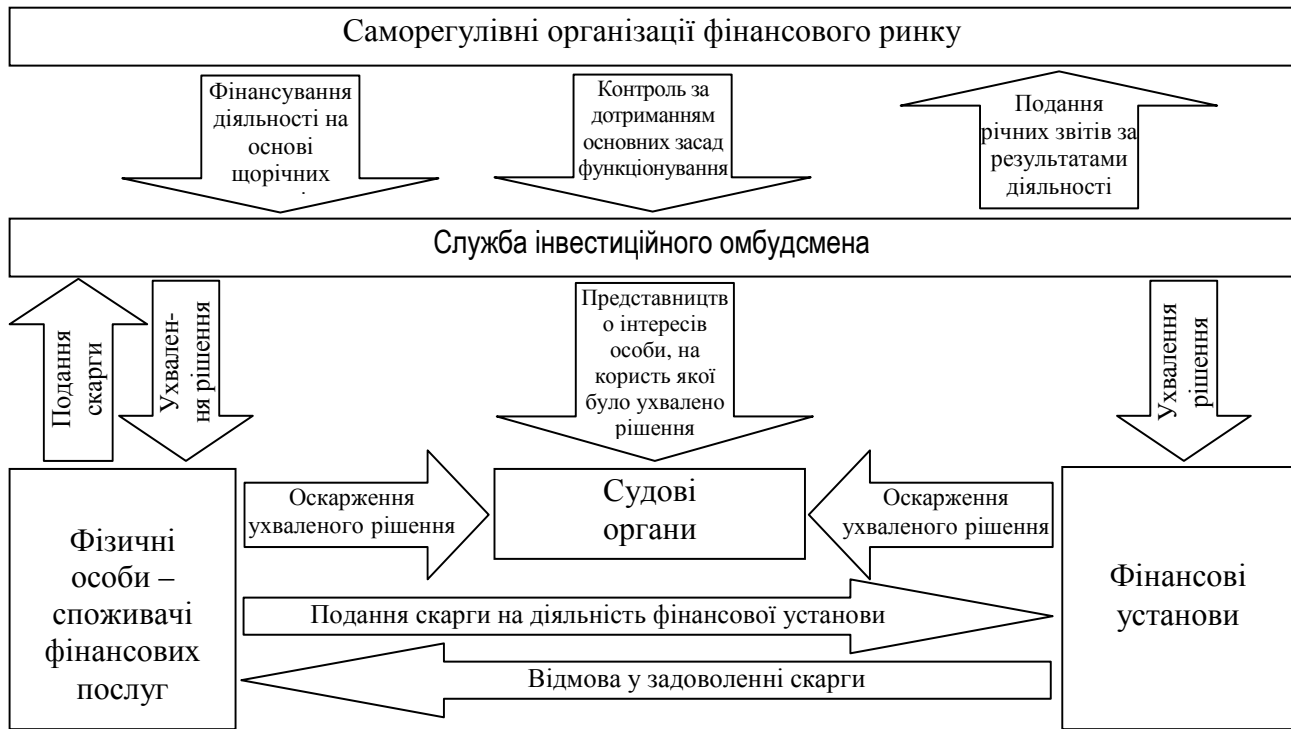 Саморегулівні організації фінансового ринку
Фінансування
діяльності на
основі
щорічних
Контроль за
дотриманням
основних засад
функціонування
Подання
річних звітів за
результатами
діяльності
Служба інвестиційного омбудсмена
Подання
скарги
Ухвален-
ня рішення
Представництв
о інтересів
особи, на
користь якої
було ухвалено
рішення
Ухвалення
рішення
Фізичні
особи –
споживачі
фінансових
послуг
Оскарження
ухваленого рішення
Судові
органи
Оскарження
ухваленого рішення
Фінансові
установи
Подання скарги на діяльність фінансової установи
Відмова у задоволенні скарги